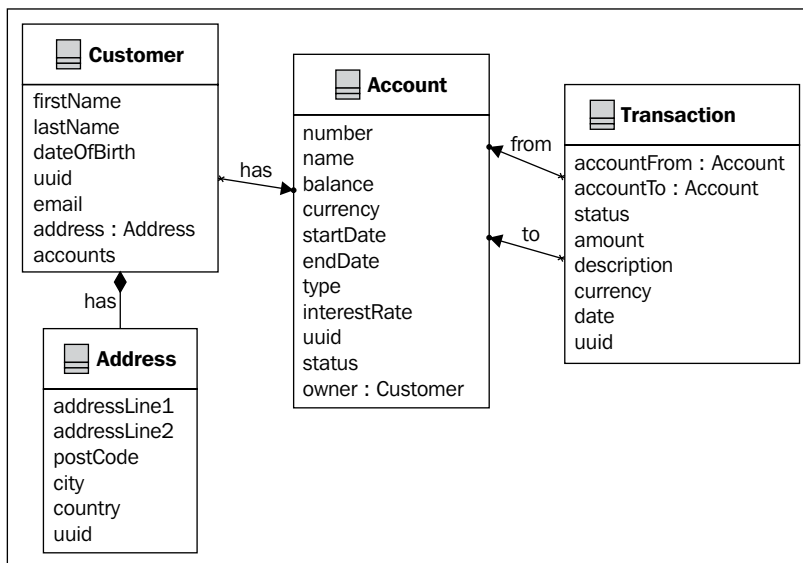 Customer
firstName
lastName
dateOfBirth
uuid
email
address : Address
accounts
has
has
Address
addressLine1
addressLine2
postCode
city
country
uuid
Account
number
name
balance
currency
startDate
endDate
type
interestRate
uuid
status
owner : Customer
from
to
Transaction
accountFrom : Account
accountTo : Account
status
amount
description
currency
date
uuid